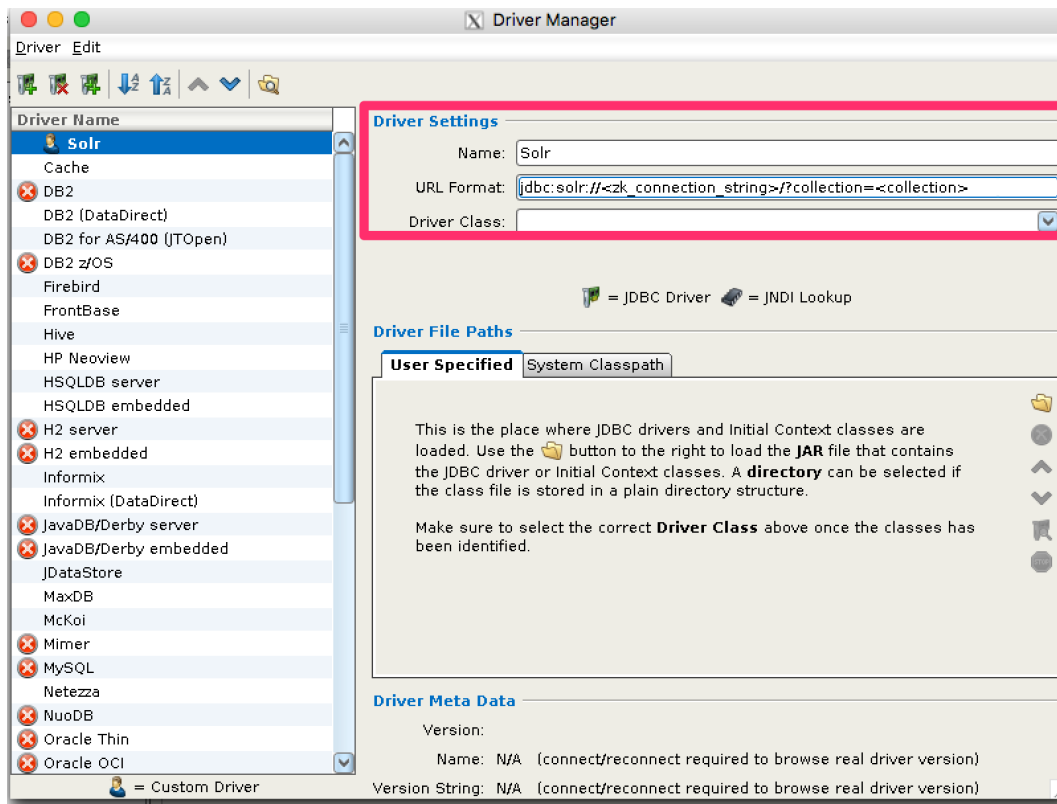 Driver Manager
Driver Edit
Driver Name
Solr
Cache
DB2
DB2 (DataDirect)
DB2 for AS/400 (JTOpen)
DB2 z/OS
Firebird
FrontBase
Hive
HP Neoview
HSQLDB server
HSQLDB embedded
H2 server
H2 embedded
Informix
Informix (DataDirect)
JavaDB/Derby server
JavaDB/Derby embedded
JDataStore
MaxDB
McKoi
Mimer
MySQL
Netezza
NuoDB
Oracle Thin
Oracle OCI
= Custom Driver
Driver Settings
Name: Solr
URL Format: jdbc:solr://<zk_connection_string>/?collection=<collection>
Driver Class:
= JDBC Driver = JNDI Lookup
Driver File Paths
User Specified System Classpath
This is the place where JDBC drivers and Initial Context classes are
loaded. Use the button to the right to load the JAR file that contains
the JDBC driver or Initial Context classes. A directory can be selected if
the class file is stored in a plain directory structure.
Make sure to select the correct Driver Class above once the classes has
been identified.
Driver Meta Data
Version:
Name: N/A (connect/reconnect required to browse real driver version)
Version String: N/A (connect/reconnect required to browse real driver version)